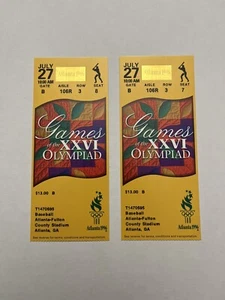 JULY
27
10:00 AM
GATE AISLE ROW SEAT
B 106R 3 6
Games
of the XXVI
OLYMPIAD
$13.00 B
T1470886
Baseball
Atlanta-Fulton
County Stadium
Atlanta, GA
Atlanta 1996
JULY
27
10:00 AM
GATE AISLE ROW SEAT
B 106R 3 7
Games
of the XXVI
OLYMPIAD
$13.00 B
Baseball
Atlanta-Fulton
County Stadium
Atlanta, GA
Atlanta 1996